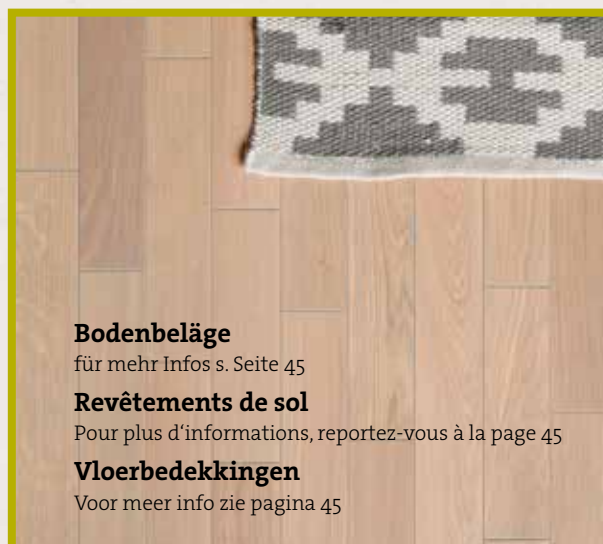 Bodenbeläge
für mehr Infos s. Seite 45
Revêtements de sol
Pour plus d‘informations, reportez-vous à la page 45
Vloerbedekkingen
Voor meer info zie pagina 45